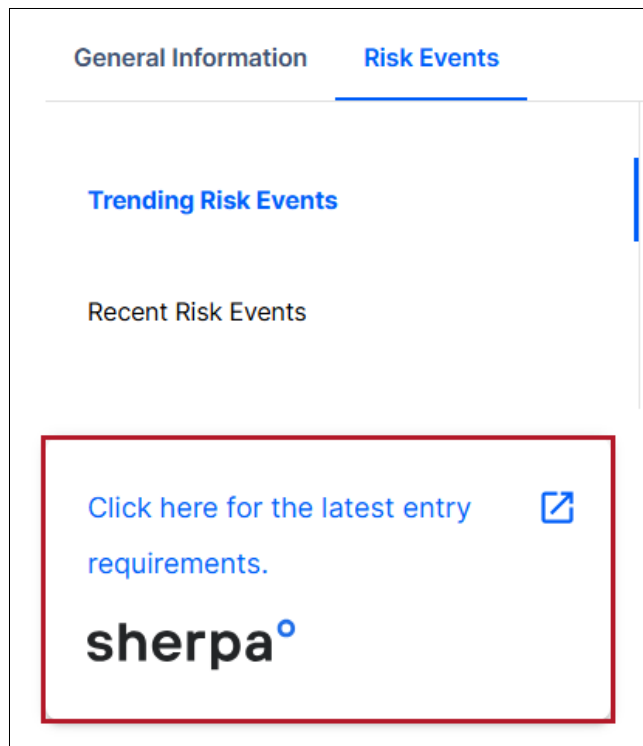 General Information Risk Events
Trending Risk Events
Recent Risk Events
Click here for the latest entry
requirements.
sherpa°